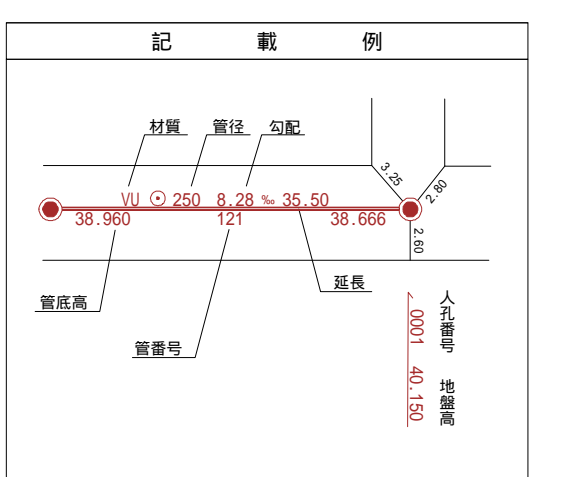 記 載 例
材質 管径 勾配
VU ⊙ 250 8.28 ‰ 35.50
38.960 121 38.666
3.25
2.80
2.60
管底高
管番号
延長
人孔番号 地盤高
0001 40.150